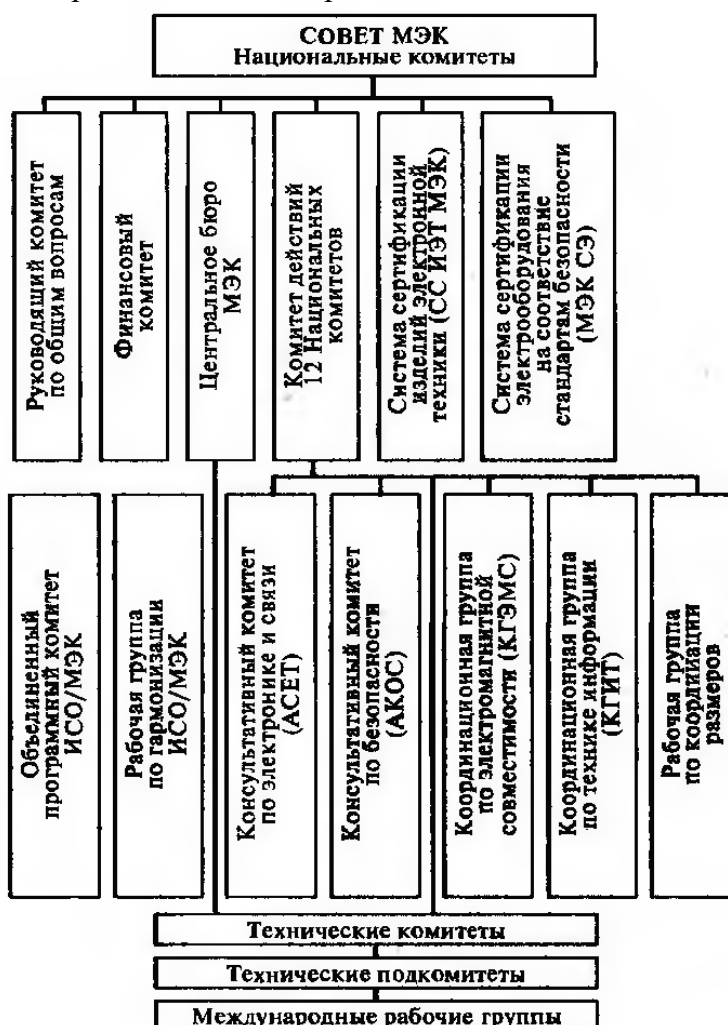 СОВЕТ МЭК
Национальные комитеты
Руководящий комитет
по общим вопросам
Финансовый
комитет
Центральное бюро
МЭК
Комитет действий
12 Национальных
комитетов
Система сертификации
изделий электронной
техники (СС ИЭТ МЭК)
Система сертификации
электрооборудования
на соответствие
стандартам безопасности
(МЭК СЭ)
Объединенный
программный комитет
ИСО/МЭК
Рабочая группа
по гармонизации
ИСО/МЭК
Консультативный комитет
по электронике и связи
(АСЕТ)
Консультативный комитет
по безопасности
(АКОС)
Координационная группа
по электромагнитной
совместимости (КГЭМС)
Координационная группа
по технике информации
(КГИТ)
Рабочая группа
по координации
размеров
Технические комитеты
Технические подкомитеты
Международные рабочие группы